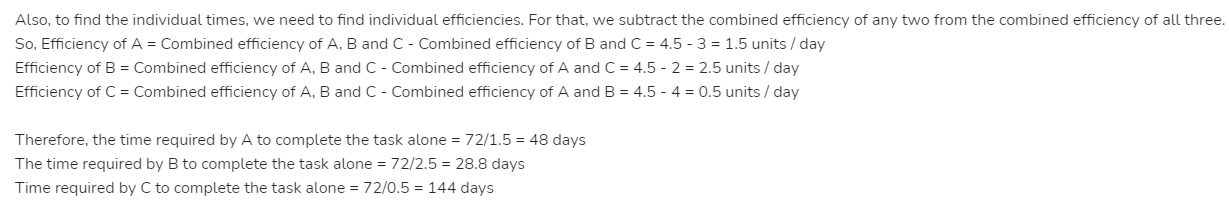 Also, to find the individual times, we need to find individual efficiencies. For that, we subtract the combined efficiency of any two from the combined efficiency of all three.
So, Efficiency of A = Combined efficiency of A, B and C - Combined efficiency of B and C = 4.5 - 3 = 1.5 units / day
Efficiency of B = Combined efficiency of A, B and C - Combined efficiency of A and C = 4.5 - 2 = 2.5 units / day
Efficiency of C = Combined efficiency of A, B and C - Combined efficiency of A and B = 4.5 - 4 = 0.5 units / day
Therefore, the time required by A to complete the task alone = 72/1.5 = 48 days
The time required by B to complete the task alone = 72/2.5 = 28.8 days
Time required by C to complete the task alone = 72/0.5 = 144 days